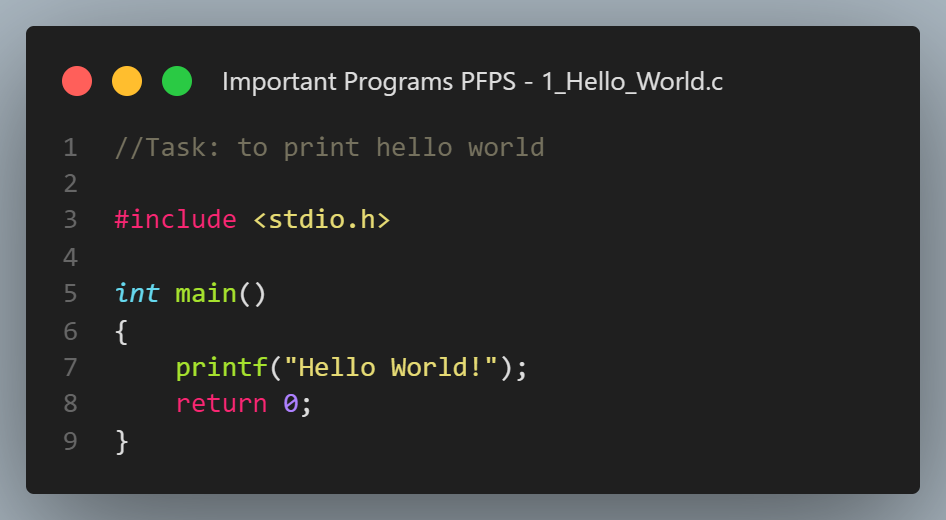 Important Programs PFPS - 1_Hello_World.c
1 //Task: to print hello world
2
3 #include <stdio.h>
4
5 int main()
6 {
7     printf("Hello World!");
8     return 0;
9 }